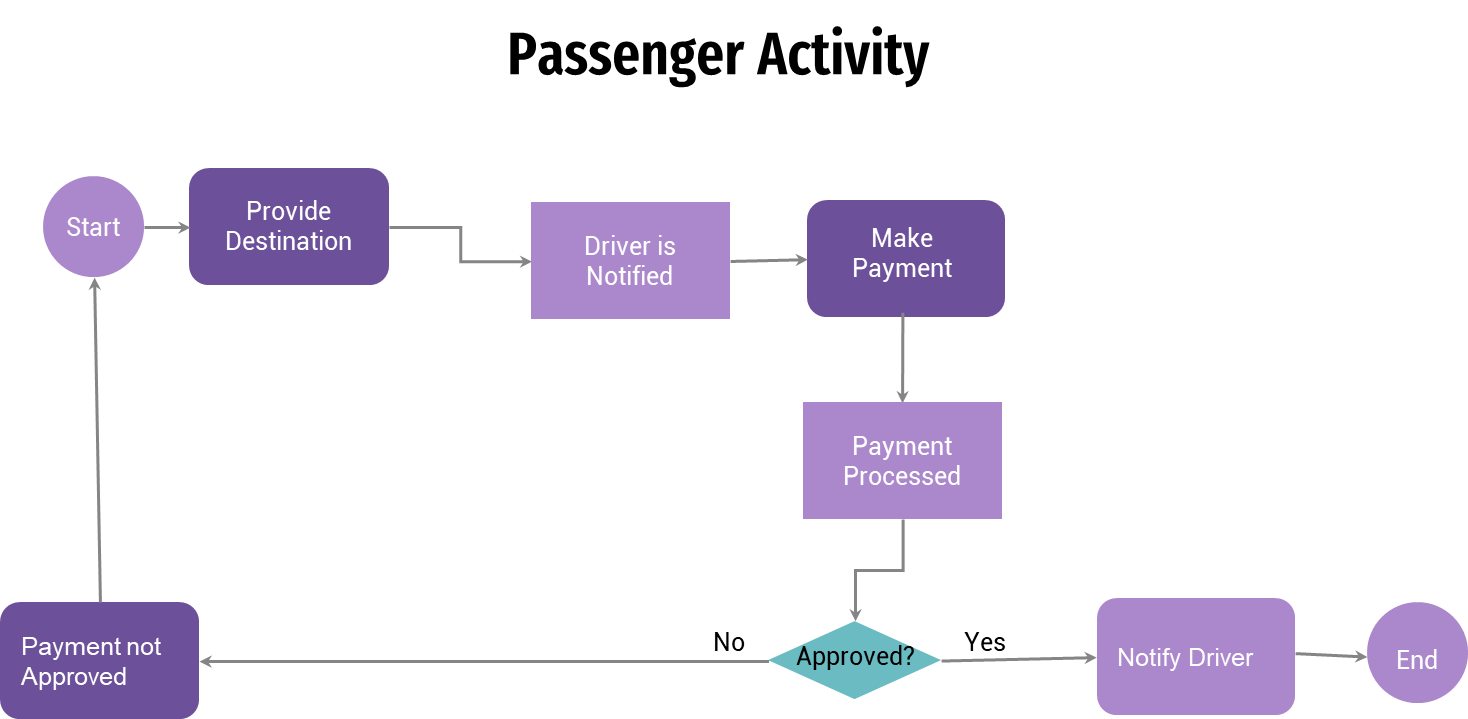 Passenger Activity
Start
Provide
Destination
Driver is
Notified
Make
Payment
Payment
Processed
Approved?
No
Yes
Payment not
Approved
Notify Driver
End